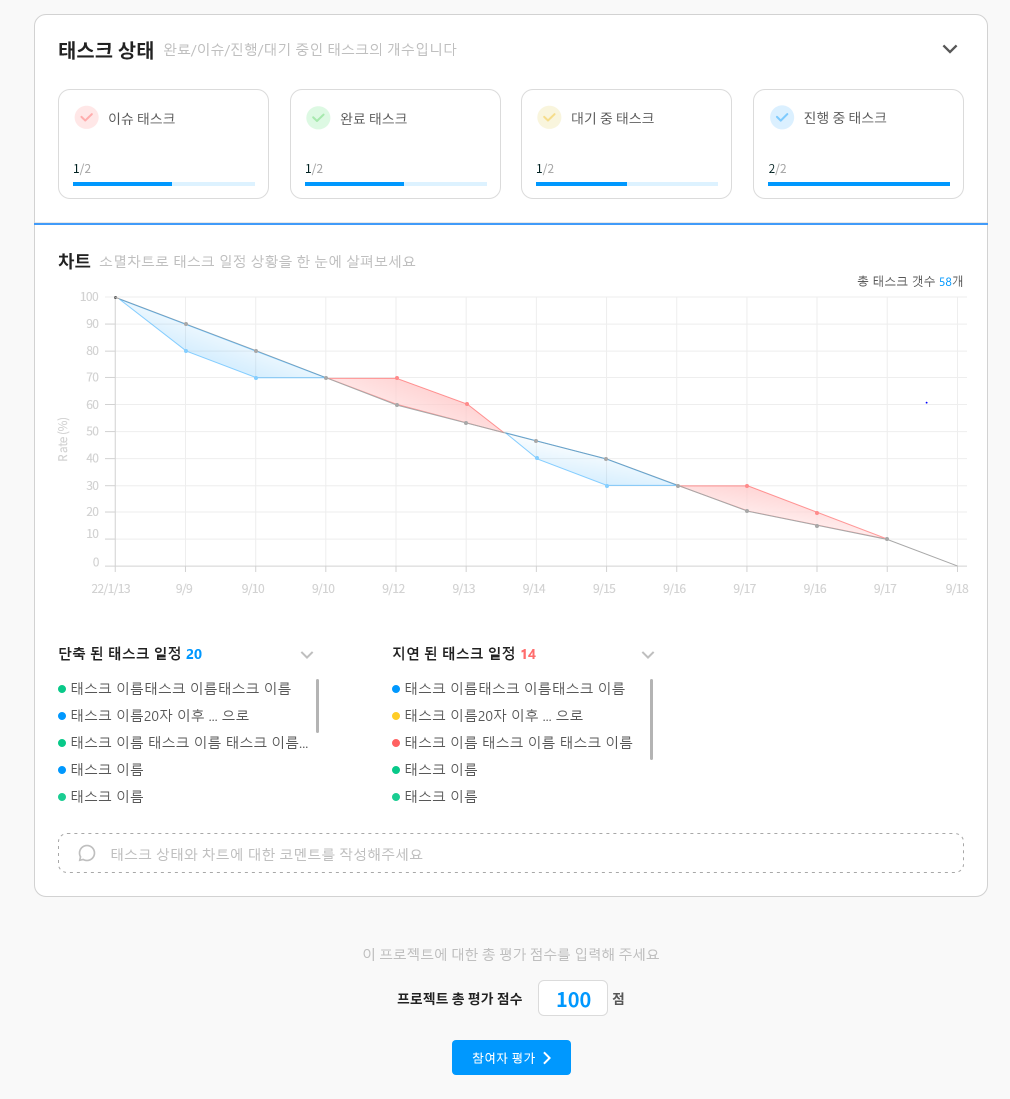 태스크 상태 완료/이슈/진행/대기 중인 태스크의 개수입니다
이슈 태스크
1/2
완료 태스크
1/2
대기 중 태스크
1/2
진행 중 태스크
2/2
차트 소멸차트로 태스크 일정 상황을 한 눈에 살펴보세요
총 태스크 갯수 58개
Rate(%)
100
90
80
70
60
50
40
30
20
10
0
22/1/13 9/9 9/10 9/10 9/12 9/13 9/14 9/15 9/16 9/17 9/16 9/17 9/18
단축 된 태스크 일정 20
태스크 이름태스크 이름태스크 이름
태스크 이름20자 이후 ... 으로
태스크 이름 태스크 이름 태스크 이름...
태스크 이름
태스크 이름
지연 된 태스크 일정 14
태스크 이름태스크 이름태스크 이름
태스크 이름20자 이후 ... 으로
태스크 이름 태스크 이름 태스크 이름
태스크 이름
태스크 이름
태스크 상태와 차트에 대한 코멘트를 작성해주세요
이 프로젝트에 대한 총 평가 점수를 입력해 주세요
프로젝트 총 평가 점수 100 점
참여자 평가